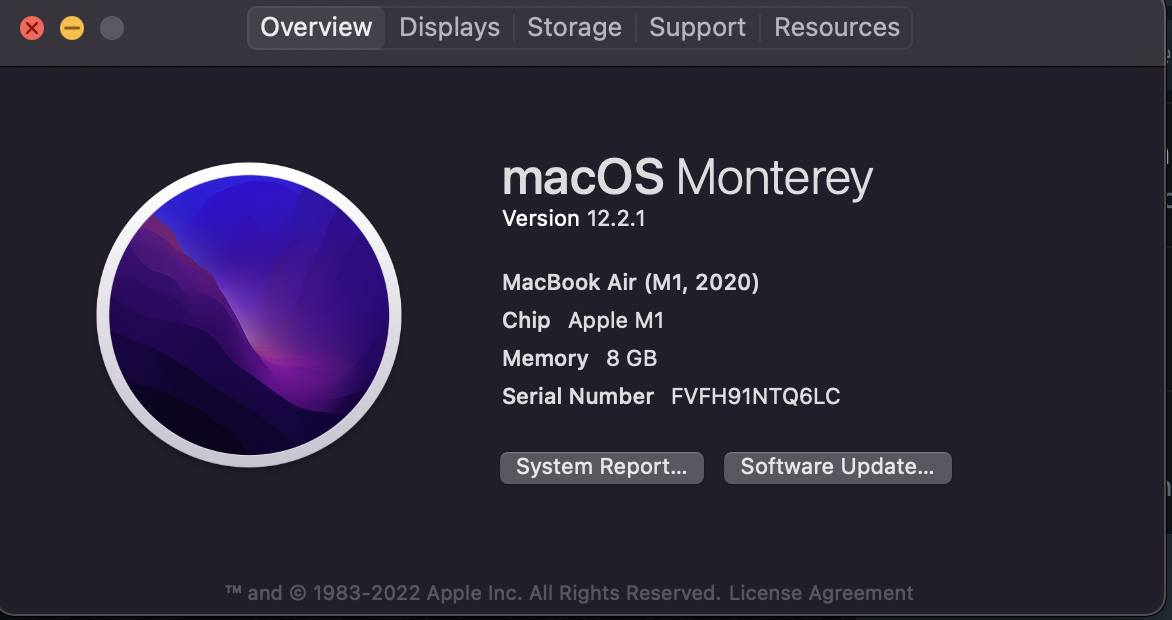 Overview Displays Storage Support Resources
macOS Monterey
Version 12.2.1
MacBook Air (M1, 2020)
Chip Apple M1
Memory 8 GB
Serial Number FVFH91NTQ6LC
System Report... Software Update...
™ and © 1983-2022 Apple Inc. All Rights Reserved. License Agreement